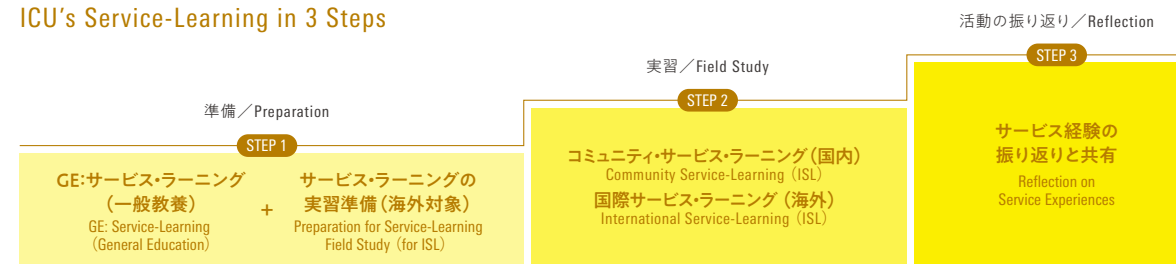 ICU's Service-Learning in 3 Steps
準備／Preparation
STEP 1
GE:サービス・ラーニング
（一般教養）
GE: Service-Learning
（General Education）
+
サービス・ラーニングの
実習準備（海外対象）
Preparation for Service-Learning
Field Study（for ISL）
実習／Field Study
STEP 2
コミュニティ・サービス・ラーニング（国内）
Community Service-Learning（ISL）
国際サービス・ラーニング（海外）
International Service-Learning（ISL）
活動の振り返り／Reflection
STEP 3
サービス経験の
振り返りと共有
Reflection on
Service Experiences